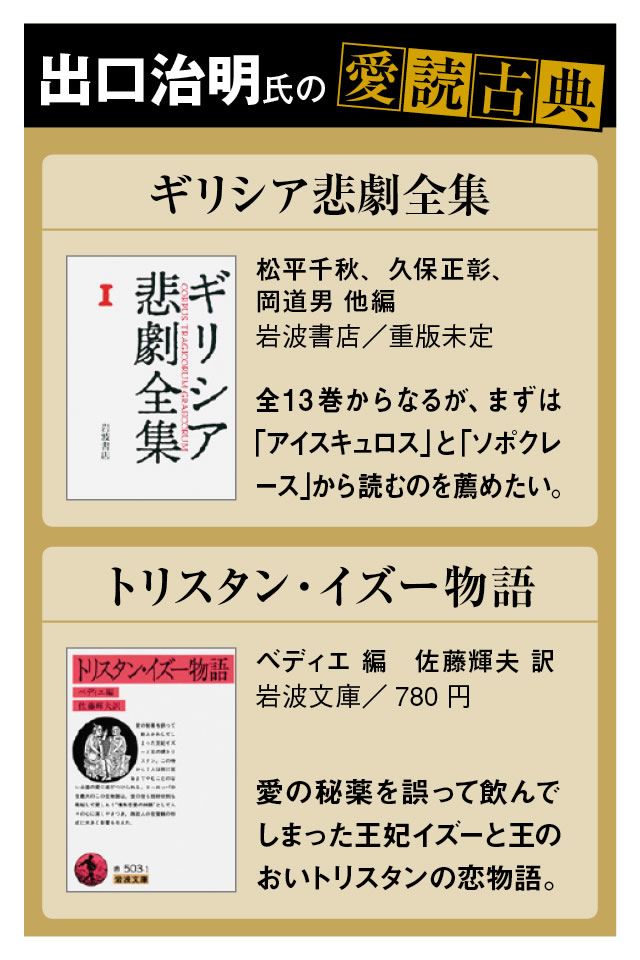 出口治明氏の愛読古典
ギリシア悲劇全集
ギリシア
悲劇全集
CORPUS TRAGICORUM GRAECORUM
I
岩波書店
松平千秋、久保正彰、
岡道男 他編
岩波書店／重版未定
全13巻からなるが、まずは
「アイスキュロス」と「ソポクレ
ース」から読むのを薦めたい。
トリスタン・イズー物語
トリスタン・イズー物語
ベディエ編
佐藤輝夫訳
赤 503-1
岩波文庫
ベディエ 編　佐藤輝夫 訳
岩波文庫／ 780 円
愛の秘薬を誤って飲んで
しまった王妃イズーと王の
おいトリスタンの恋物語。